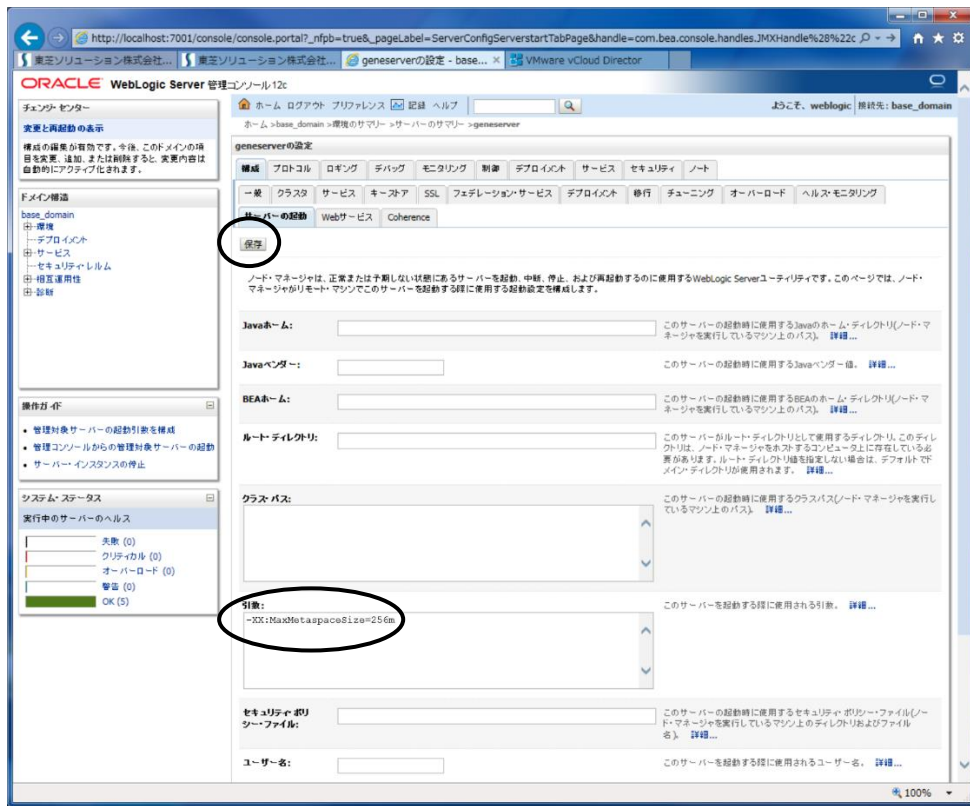 http://localhost:7001/console/console.portal?_nfpb=true&_pageLabel=ServerConfigServerstartTabPage&handle=com.bea.console.handles.JMXHandle%28%22c
東芝ソリューション株式会社...
東芝ソリューション株式会社...
geneserverの設定 - base...
VMware vCloud Director
ORACLE WebLogic Server 管理コンソール 12c
チェンジ・センター
変更と再起動の表示
構成の編集が有効です。今後、このドメインの項
目を変更、追加、または削除すると、変更内容は
自動的にアクティブ化されます。
ドメイン構造
base_domain
環境
デプロイメント
サービス
セキュリティ・レルム
相互運用性
診断
操作ガイド
管理対象サーバーの起動引数を構成
管理コンソールからの管理対象サーバーの起動
サーバー・インスタンスの停止
システム・ステータス
実行中のサーバーのヘルス
失敗 (0)
クリティカル (0)
オーバーロード (0)
警告 (0)
OK (5)
ホーム ログアウト プリファレンス 記録 ヘルプ
ようこそ、weblogic 接続先: base_domain
ホーム >base_domain >環境のサマリー >サーバーのサマリー >geneserver
geneserverの設定
構成 プロトコル ロギング デバッグ モニタリング 制御 デプロイメント サービス セキュリティ ノート
一般 クラスタ サービス キーストア SSL フェデレーション・サービス デプロイメント 移行 チューニング オーバーロード ヘルス・モニタリング
サーバーの起動 Webサービス Coherence
保存
ノード・マネージャは、正常または予期しない状態にあるサーバーを起動、中断、停止、および再起動するのに使用するWebLogic Serverユーティリティです。このページでは、ノード・
マネージャがリモート・マシンでこのサーバーを起動する際に使用する起動設定を構成します。
Javaホーム:
このサーバーの起動時に使用するJavaのホーム・ディレクトリ(ノード・マ
ネージャを実行しているマシン上のパス)。 詳細...
Javaベンダー:
このサーバーの起動時に使用するJavaベンダー値。 詳細...
BEAホーム:
このサーバーの起動時に使用するBEAのホーム・ディレクトリ(ノード・マ
ネージャを実行しているマシン上のパス)。 詳細...
ルート・ディレクトリ:
このサーバーがルート・ディレクトリとして使用するディレクトリ。このディレ
クトリは、ノード・マネージャをホストするコンピュータ上に存在している必
要があります。ルート・ディレクトリ値を指定しない場合は、デフォルトでド
メイン・ディレクトリが使用されます。 詳細...
クラス・パス:
このサーバーの起動時に使用するクラスパス(ノード・マネージャを実行し
ているマシン上のパス)。 詳細...
引数:
-XX:MaxMetaspaceSize=256m
このサーバーを起動する際に使用される引数。 詳細...
セキュリティ・ポリ
シー・ファイル:
このサーバーの起動時に使用するセキュリティ・ポリシー・ファイル(ノー
ド・マネージャを実行しているマシン上のディレクトリおよびファイル
名)。 詳細...
ユーザー名:
このサーバーを起動する際に使用されるユーザー名。 詳細...
100%